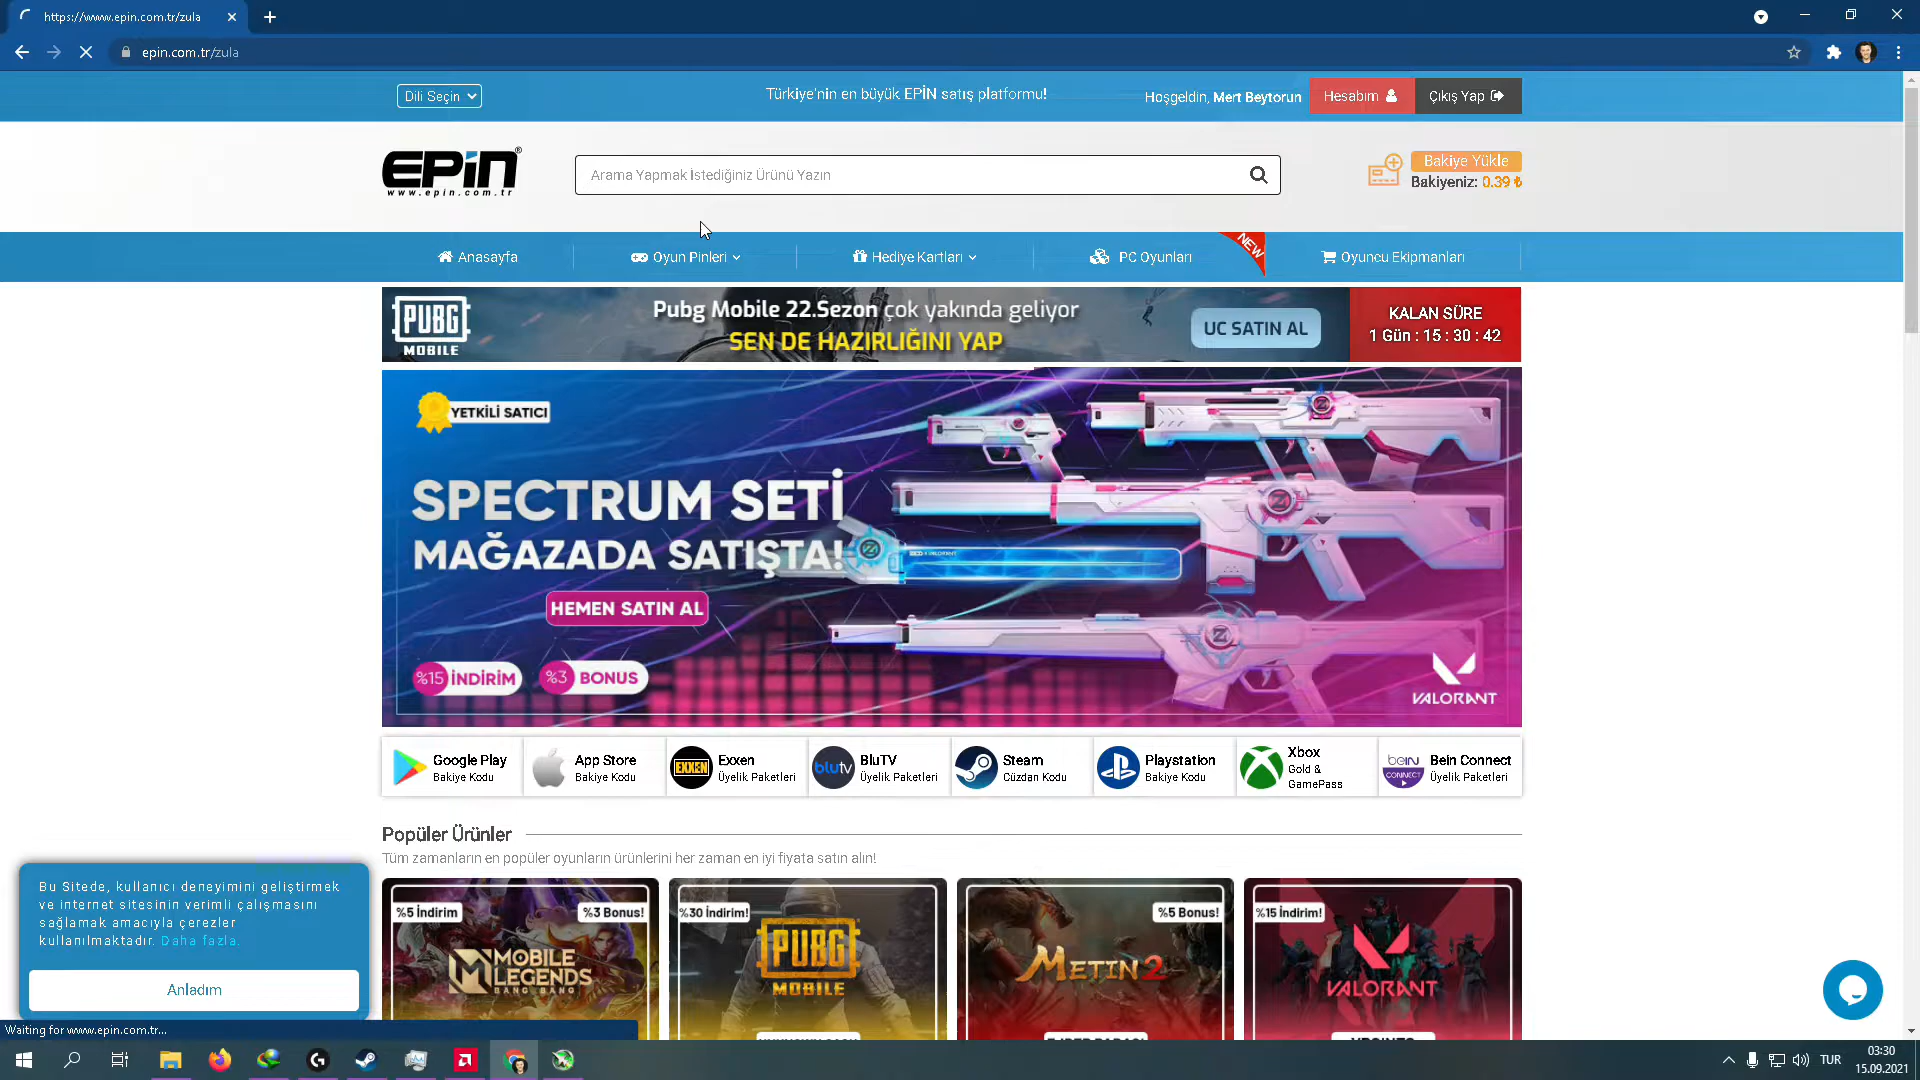 https://www.epin.com.tr/zula
epin.com.tr/zula
Dili Seçin
Türkiye'nin en büyük EPİN satış platformu!
Hoşgeldin, Mert Beytorun
Hesabım
Çıkış Yap
EPiN®
www.epin.com.tr
Arama Yapmak İstediğiniz Ürünü Yazın
Bakiye Yükle
Bakiyeniz: 0.39 ₺
Anasayfa
Oyun Pinleri
Hediye Kartları
PC Oyunları
NEW
Oyuncu Ekipmanları
PUBG
MOBILE
Pubg Mobile 22.Sezon çok yakında geliyor
SEN DE HAZIRLIĞINI YAP
UC SATIN AL
KALAN SÜRE
1 Gün : 15 : 30 : 42
YETKİLİ SATICI
SPECTRUM SETİ
MAĞAZADA SATIŞTA!
HEMEN SATIN AL
%15 İNDİRİM
%3 BONUS
VALORANT
Google Play
Bakiye Kodu
App Store
Bakiye Kodu
EXXEN
Exxen
Üyelik Paketleri
blutv
BluTV
Üyelik Paketleri
Steam
Cüzdan Kodu
Playstation
Bakiye Kodu
Xbox
Gold &
GamePass
beIN
CONNECT
Bein Connect
Üyelik Paketleri
Popüler Ürünler
Tüm zamanların en popüler oyunların ürünlerini her zaman en iyi fiyata satın alın!
%5 İndirim
%3 Bonus!
MOBILE
LEGENDS
BANG BANG
%30 İndirim!
PUBG
MOBILE
%5 Bonus!
METIN 2
%15 İndirim!
VALORANT
Bu Sitede, kullanıcı deneyimini geliştirmek
ve internet sitesinin verimli çalışmasını
sağlamak amacıyla çerezler
kullanılmaktadır. Daha fazla.
Anladım
Waiting for www.epin.com.tr...
TUR
03:30
15.09.2021